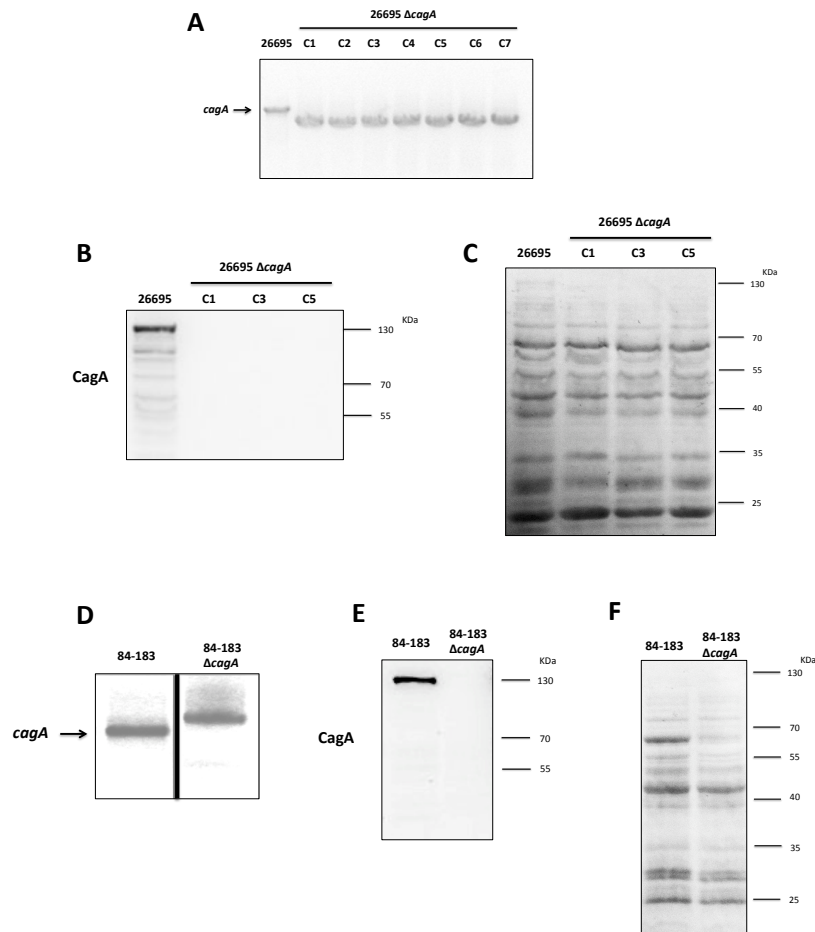 A
26695 ΔcagA
26695 C1 C2 C3 C4 C5 C6 C7
cagA
B
26695 ΔcagA
26695 C1 C3 C5
KDa
130
CagA
70
55
C
26695 ΔcagA
26695 C1 C3 C5
KDa
130
70
55
40
35
25
D
84-183 84-183
ΔcagA
cagA
E
84-183 84-183
ΔcagA
KDa
130
CagA
70
55
F
84-183 84-183
ΔcagA
KDa
130
70
55
40
35
25